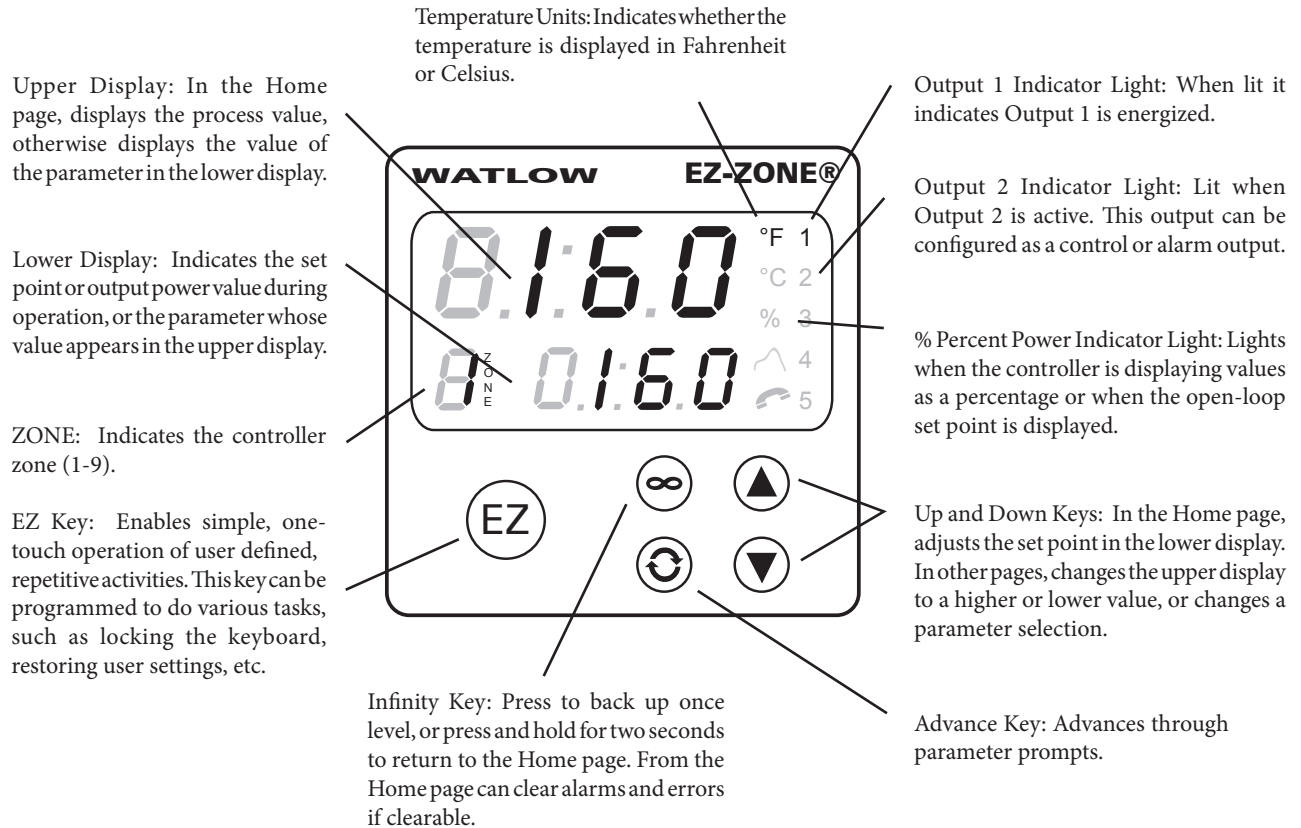 Temperature Units: Indicates whether the
temperature is displayed in Fahrenheit
or Celsius.
Upper Display: In the Home
page, displays the process value,
otherwise displays the value of
the parameter in the lower display.
Lower Display: Indicates the set
point or output power value during
operation, or the parameter whose
value appears in the upper display.
ZONE: Indicates the controller
zone (1-9).
EZ Key: Enables simple, one-
touch operation of user defined,
repetitive activities. This key can be
programmed to do various tasks,
such as locking the keyboard,
restoring user settings, etc.
WATLOW EZ-ZONE®
160 °F 1
°C 2
% 3
1 ZONE 160 4
5
EZ
Infinity Key: Press to back up once
level, or press and hold for two seconds
to return to the Home page. From the
Home page can clear alarms and errors
if clearable.
Output 1 Indicator Light: When lit it
indicates Output 1 is energized.
Output 2 Indicator Light: Lit when
Output 2 is active. This output can be
configured as a control or alarm output.
% Percent Power Indicator Light: Lights
when the controller is displaying values
as a percentage or when the open-loop
set point is displayed.
Up and Down Keys: In the Home page,
adjusts the set point in the lower display.
In other pages, changes the upper display
to a higher or lower value, or changes a
parameter selection.
Advance Key: Advances through
parameter prompts.